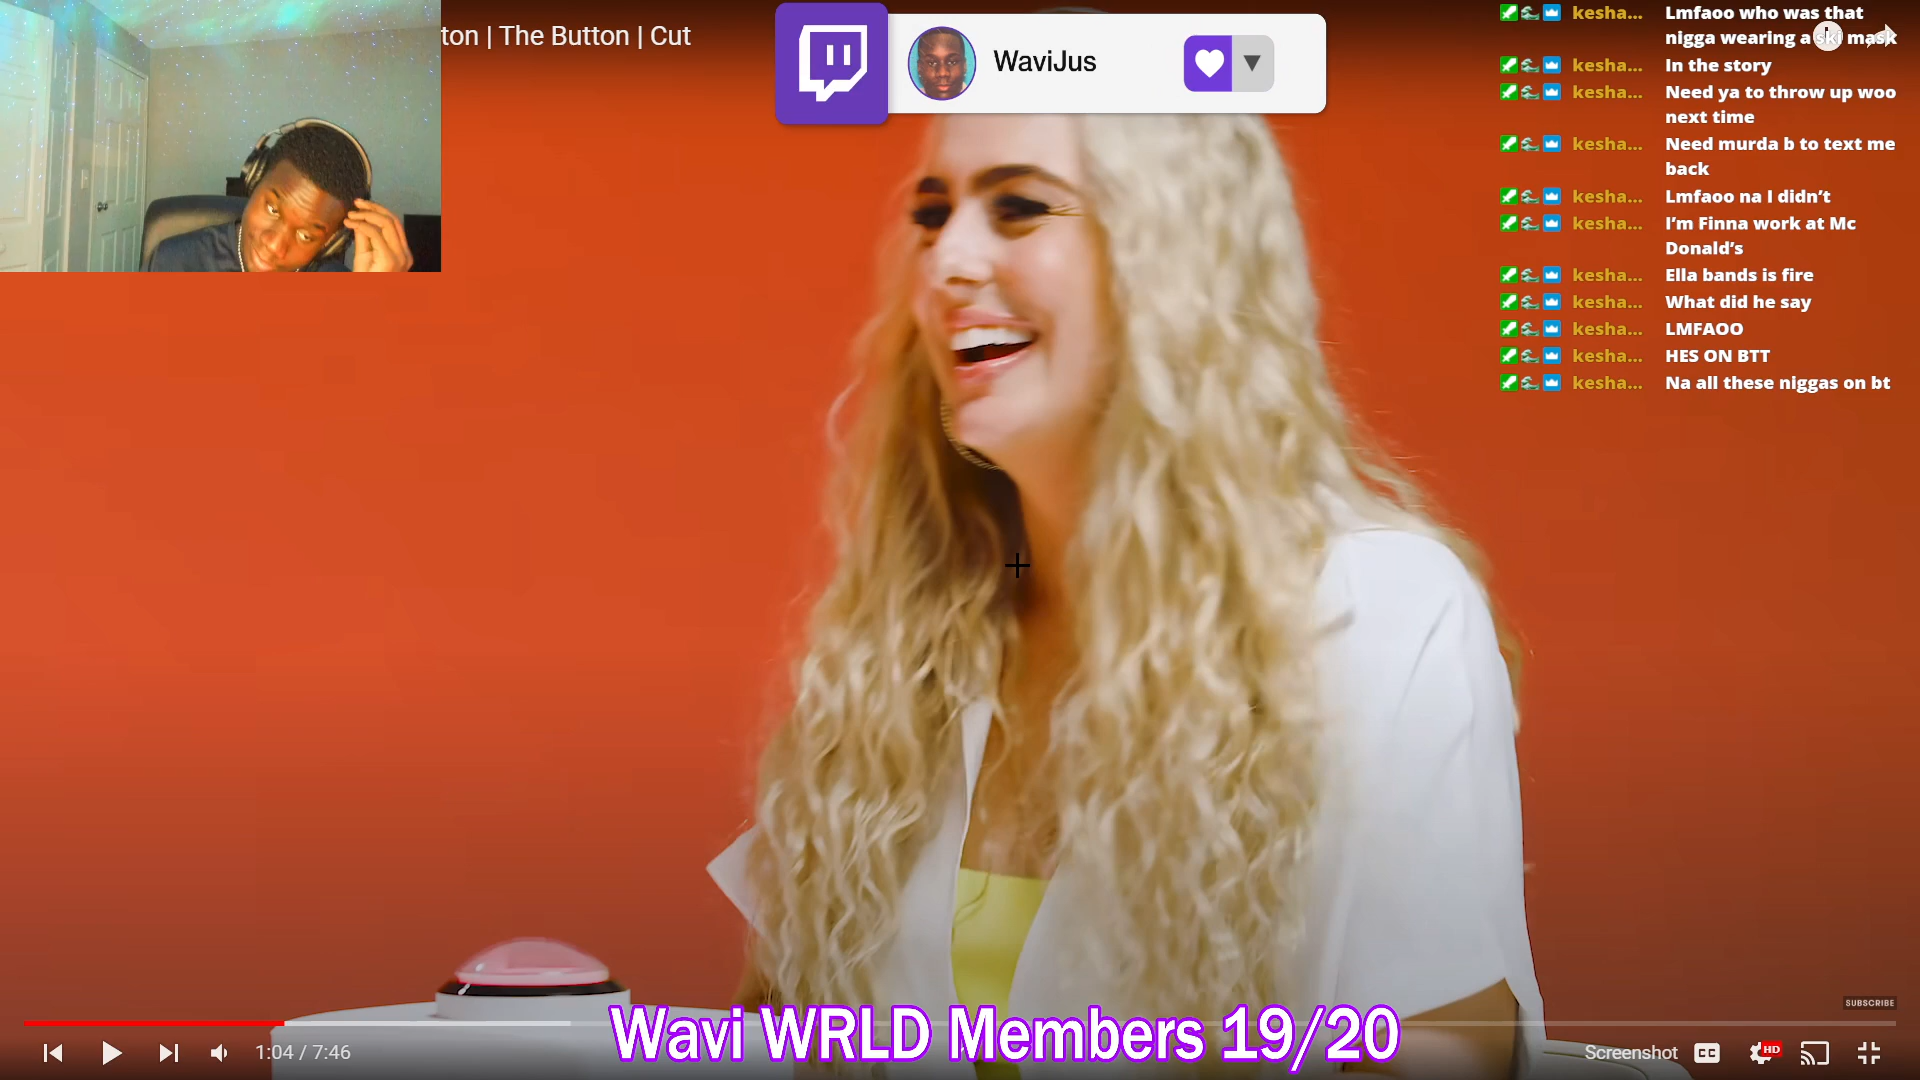 ton | The Button | Cut
WaviJus
kesha... Lmfaoo who was that
nigga wearing a ski mask
kesha... In the story
kesha... Need ya to throw up woo
next time
kesha... Need murda b to text me
back
kesha... Lmfaoo na I didn’t
kesha... I’m Finna work at Mc
Donald’s
kesha... Ella bands is fire
kesha... What did he say
kesha... LMFAOO
kesha... HES ON BTT
kesha... Na all these niggas on bt
SUBSCRIBE
Wavi WRLD Members 19/20
1:04 / 7:46
Screenshot
CC
HD